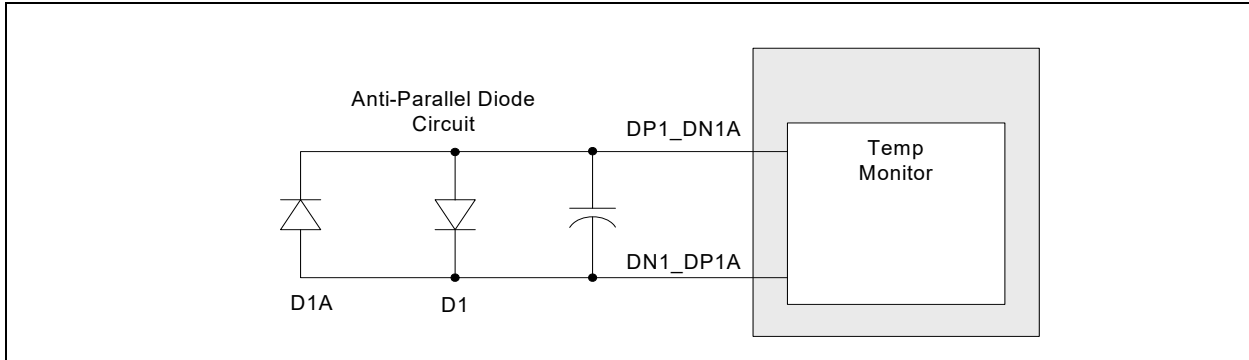 Anti-Parallel Diode
Circuit
DP1_DN1A
Temp
Monitor
DN1_DP1A
D1A
D1